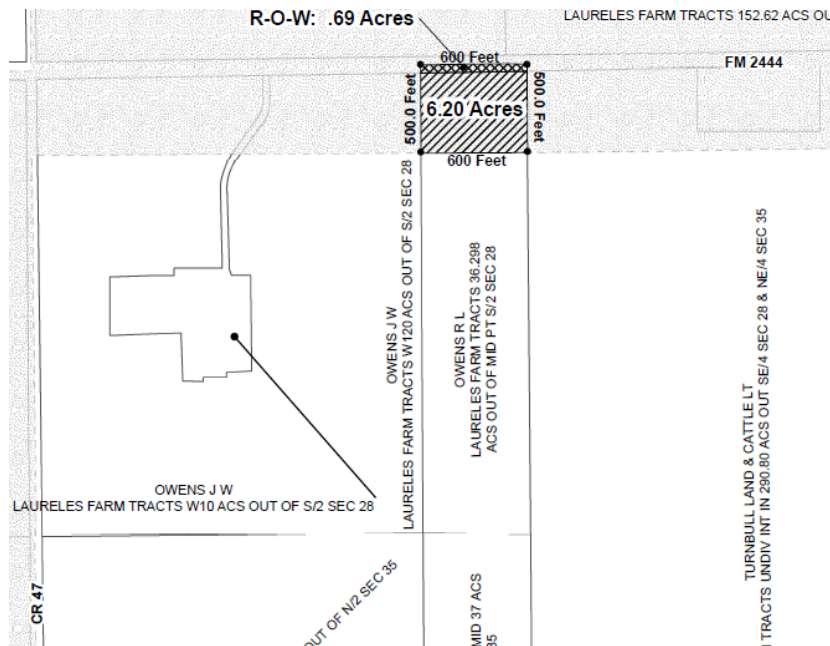 R-O-W: .69 Acres
LAURELES FARM TRACTS 152.62 ACS OU
600 Feet
FM 2444
500.0 Feet
6.20 Acres
500.0 Feet
600 Feet
OWENS J W
LAURELES FARM TRACTS W120 ACS OUT OF S/2 SEC 28
OWENS R L
LAURELES FARM TRACTS 36.298
ACS OUT OF MID PT S/2 SEC 28
TURNBULL LAND & CATTLE LT
TRACTS UNDIV INT IN 290.80 ACS OUT SE/4 SEC 28 & NE/4 SEC 35
OWENS J W
LAURELES FARM TRACTS W10 ACS OUT OF S/2 SEC 28
CR 47
OUT OF N/2 SEC 35
MID 37 ACS
35